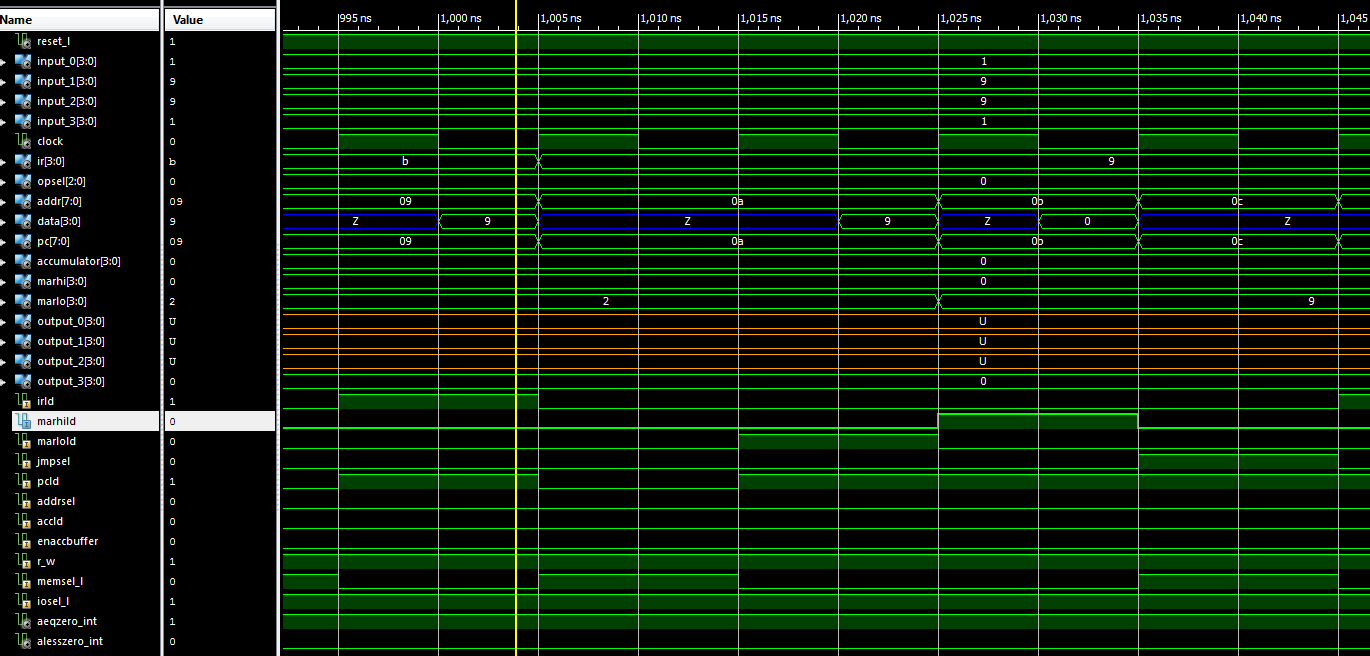 Name Value 995 ns 1,000 ns 1,005 ns 1,010 ns 1,015 ns 1,020 ns 1,025 ns 1,030 ns 1,035 ns 1,040 ns 1,045
reset_l 1
input_0[3:0] 1 1
input_1[3:0] 9 9
input_2[3:0] 9 9
input_3[3:0] 1 1
clock 0
ir[3:0] b b 9
opsel[2:0] 0 0
addr[7:0] 09 09 0a 0b 0c
data[3:0] 9 Z 9 Z 9 Z 0 Z
pc[7:0] 09 09 0a 0b 0c
accumulator[3:0] 0 0
marhi[3:0] 0 0
marlo[3:0] 2 2 9
output_0[3:0] U U
output_1[3:0] U U
output_2[3:0] U U
output_3[3:0] 0 0
irld 1
marhild 0
marlold 0
jmpsel 0
pcld 1
addrsel 0
accld 0
enaccbuffer 0
r_w 1
memsel_l 0
iosel_l 1
aeqzero_int 1
alesszero_int 0